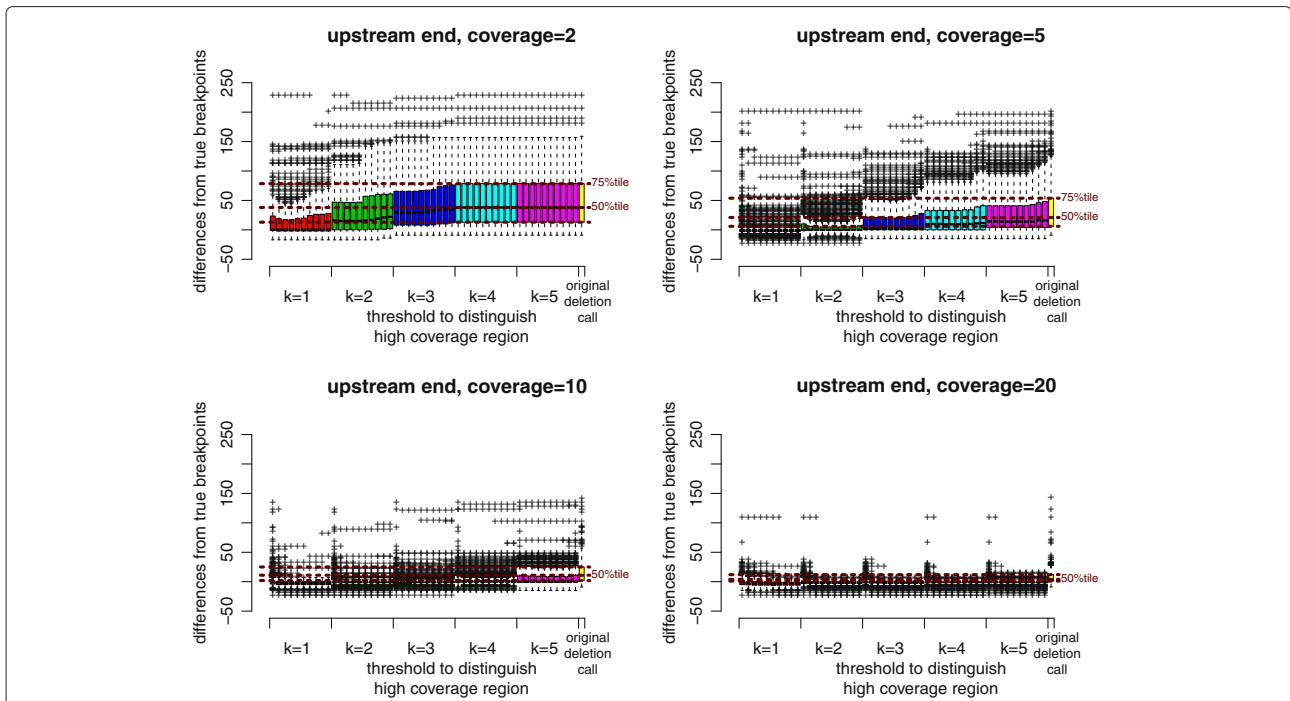 upstream end, coverage=2
differences from true breakpoints
250
150
50
−50
75%tile
50%tile
k=1 k=2 k=3 k=4 k=5 original deletion call
threshold to distinguish
high coverage region
upstream end, coverage=5
differences from true breakpoints
250
150
50
−50
75%tile
50%tile
k=1 k=2 k=3 k=4 k=5 original deletion call
threshold to distinguish
high coverage region
upstream end, coverage=10
differences from true breakpoints
250
150
50
−50
50%tile
k=1 k=2 k=3 k=4 k=5 original deletion call
threshold to distinguish
high coverage region
upstream end, coverage=20
differences from true breakpoints
250
150
50
−50
50%tile
k=1 k=2 k=3 k=4 k=5 original deletion call
threshold to distinguish
high coverage region